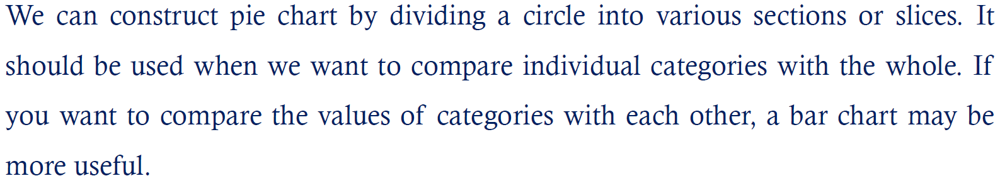 We can construct pie chart by dividing a circle into various sections or slices. It
should be used when we want to compare individual categories with the whole. If
you want to compare the values of categories with each other, a bar chart may be
more useful.